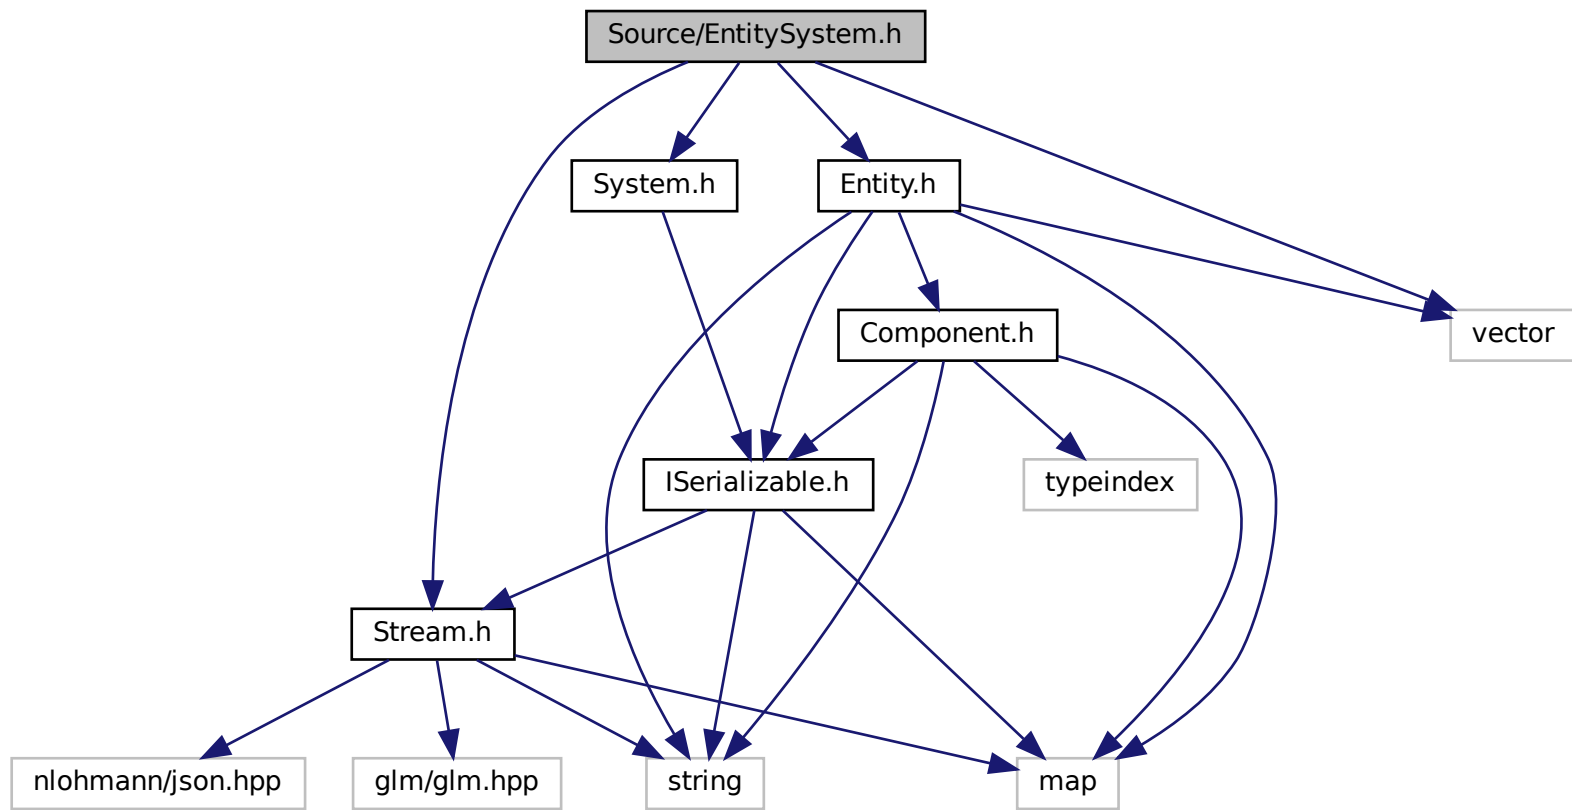 Source/EntitySystem.h
System.h
Entity.h
Component.h
vector
ISerializable.h
typeindex
Stream.h
nlohmann/json.hpp
glm/glm.hpp
string
map